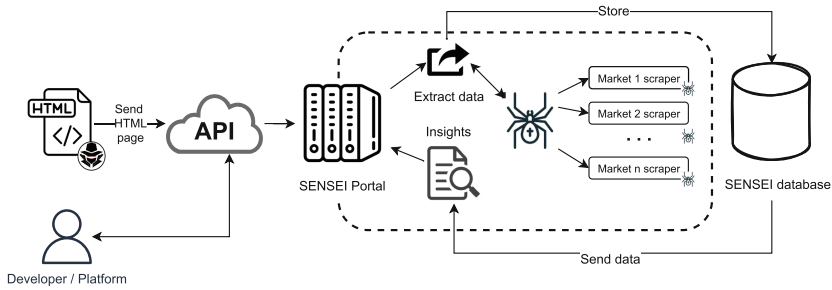 Store
HTML
</>
Send
HTML
page
API
Extract data
Market 1 scraper
Market 2 scraper
. . .
Market n scraper
Insights
SENSEI Portal
SENSEI database
Send data
Developer / Platform